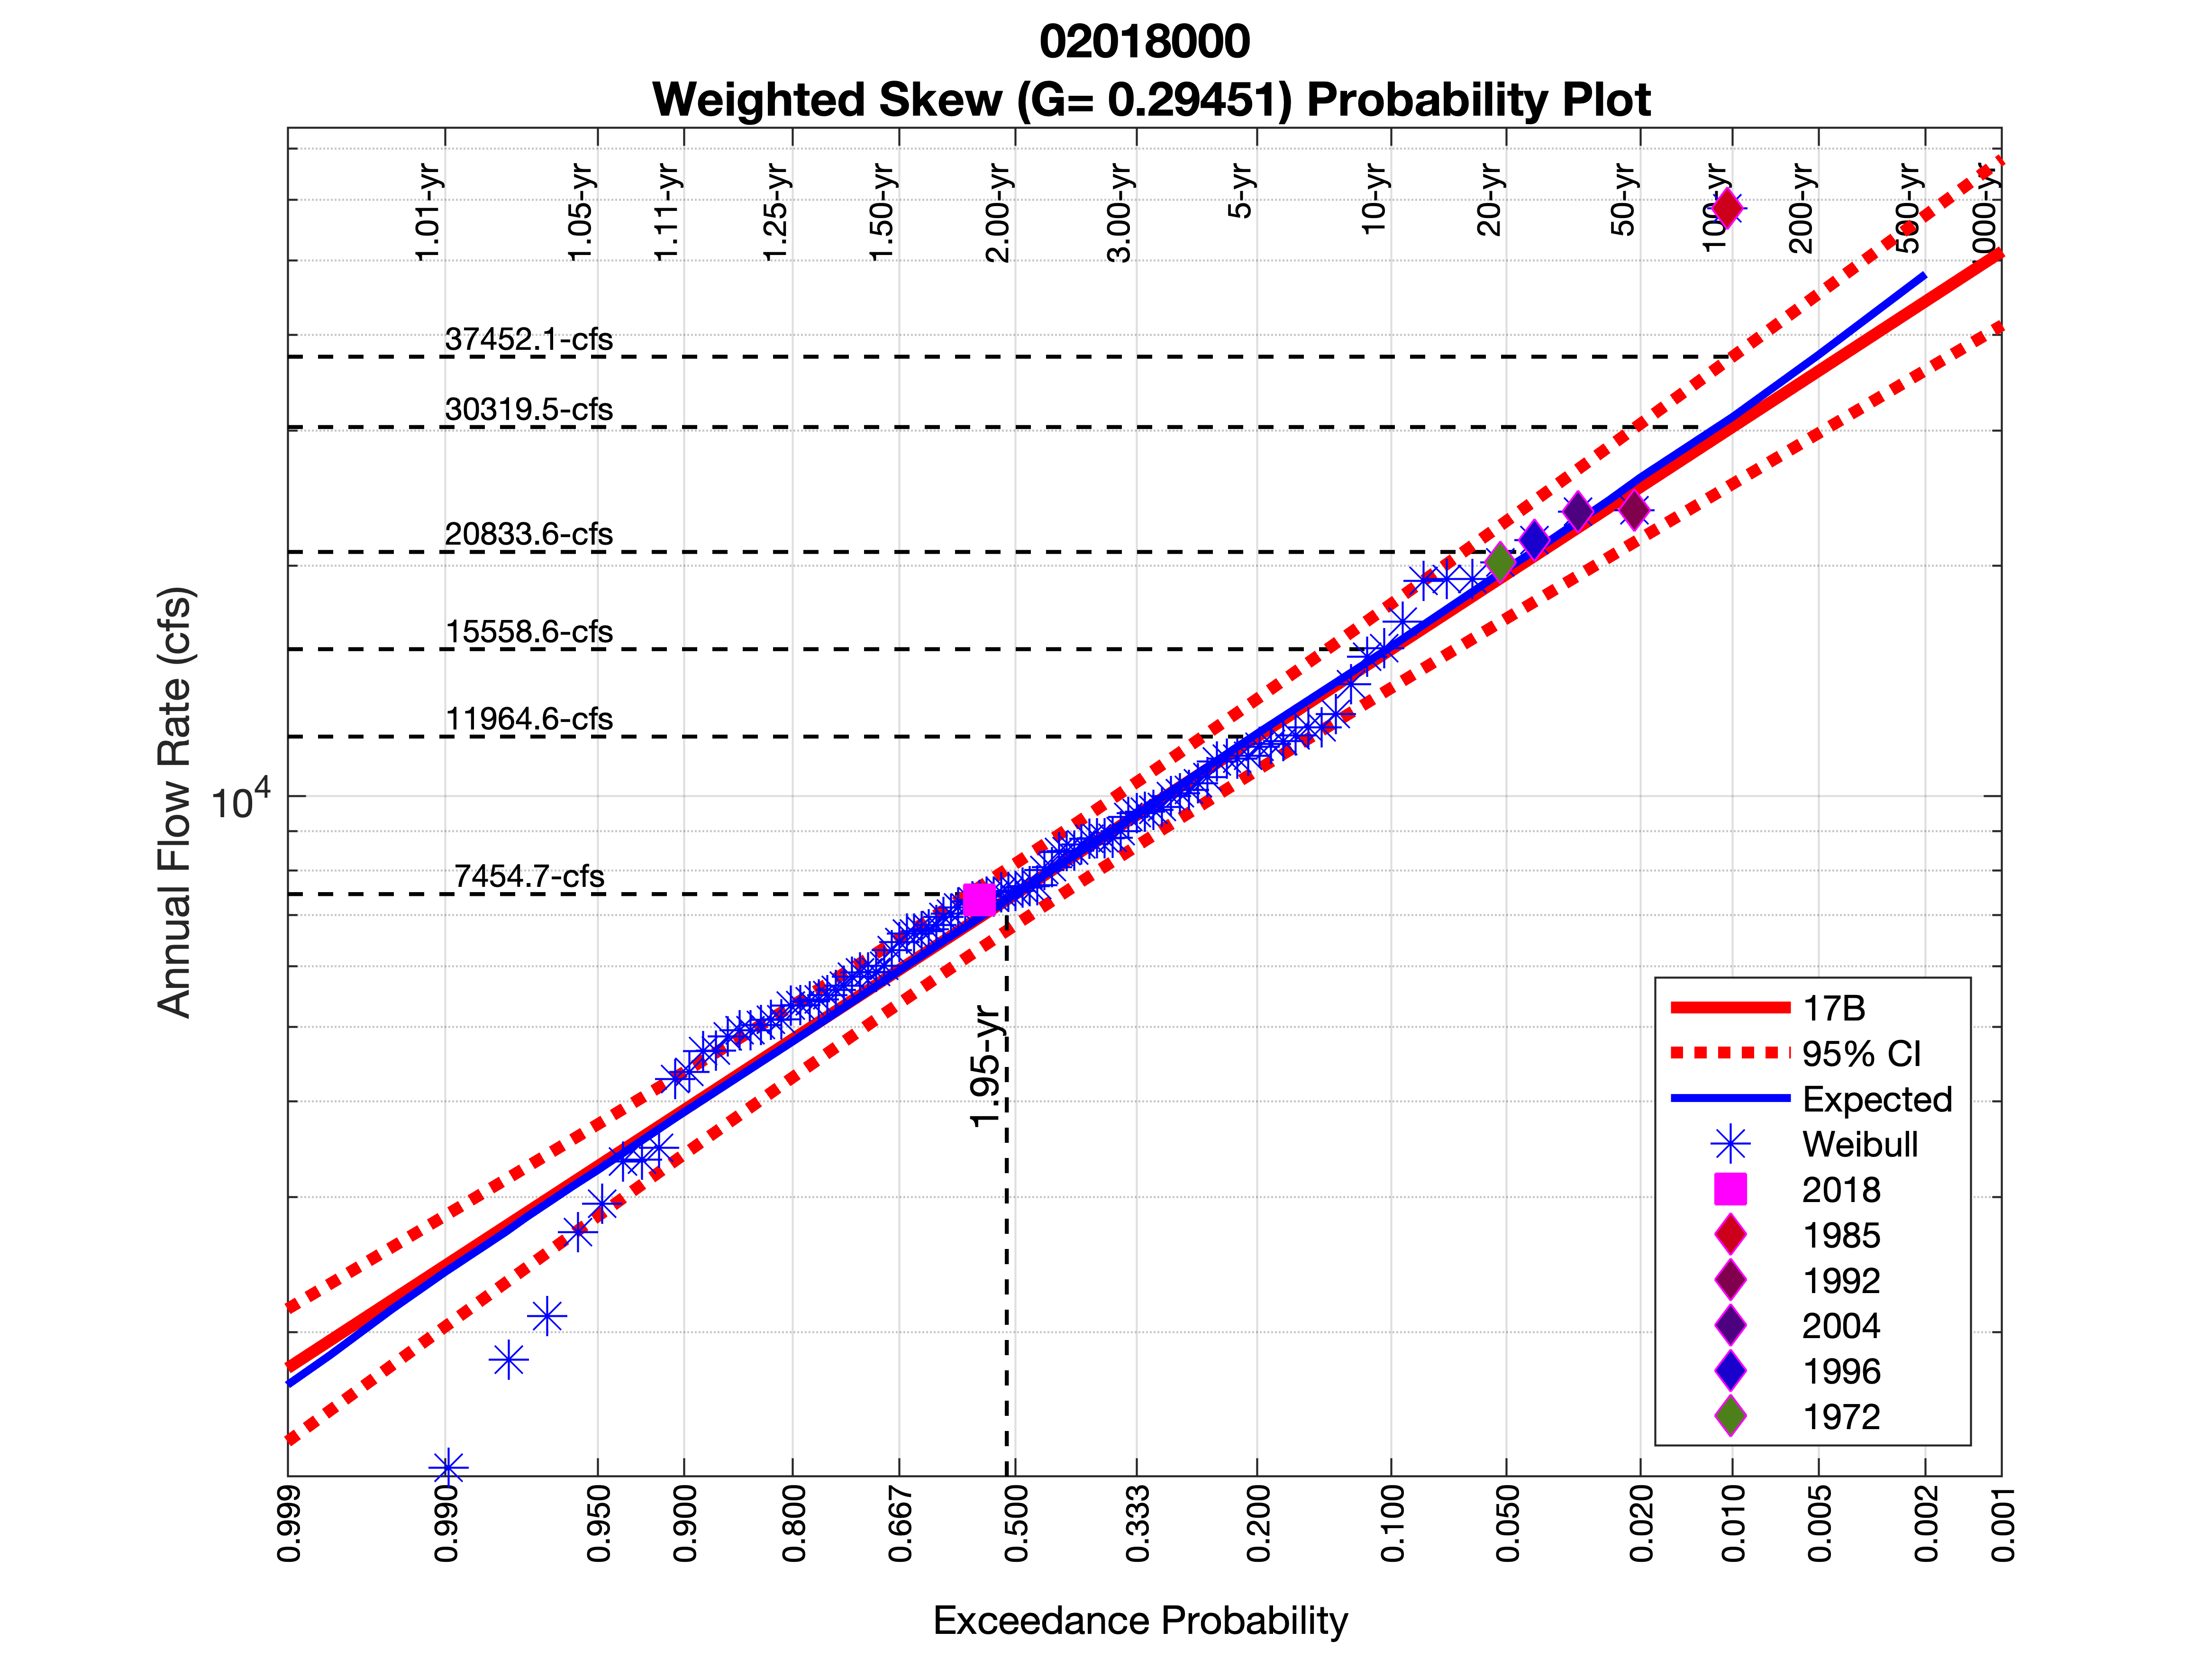 02018000
Weighted Skew (G= 0.29451) Probability Plot
1.01-yr
1.05-yr
1.11-yr
1.25-yr
1.50-yr
2.00-yr
3.00-yr
5-yr
10-yr
20-yr
50-yr
100-yr
200-yr
500-yr
000-yr
37452.1-cfs
30319.5-cfs
20833.6-cfs
15558.6-cfs
11964.6-cfs
7454.7-cfs
10^4
Annual Flow Rate (cfs)
1.95-yr
17B
95% CI
Expected
Weibull
2018
1985
1992
2004
1996
1972
0.999
0.990
0.950
0.900
0.800
0.667
0.500
0.333
0.200
0.100
0.050
0.020
0.010
0.005
0.002
0.001
Exceedance Probability